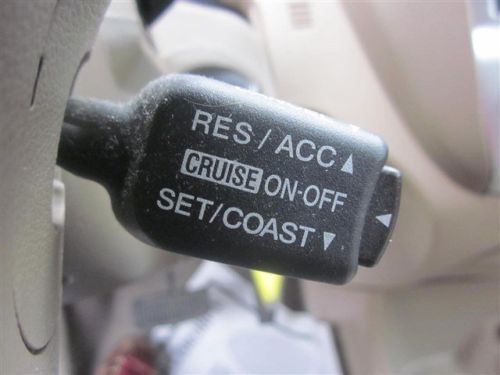 RES/ACC▲
CRUISE ON-OFF ◀
SET/COAST▼